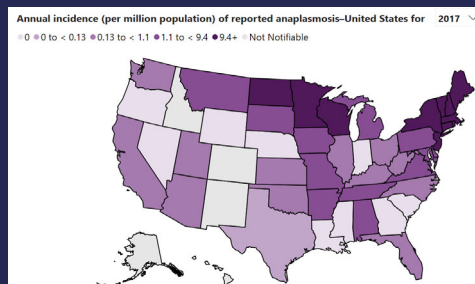 Annual incidence (per million population) of reported anaplasmosis–United States for 2017
0 0 to < 0.13 0.13 to < 1.1 1.1 to < 9.4 9.4+ Not Notifiable